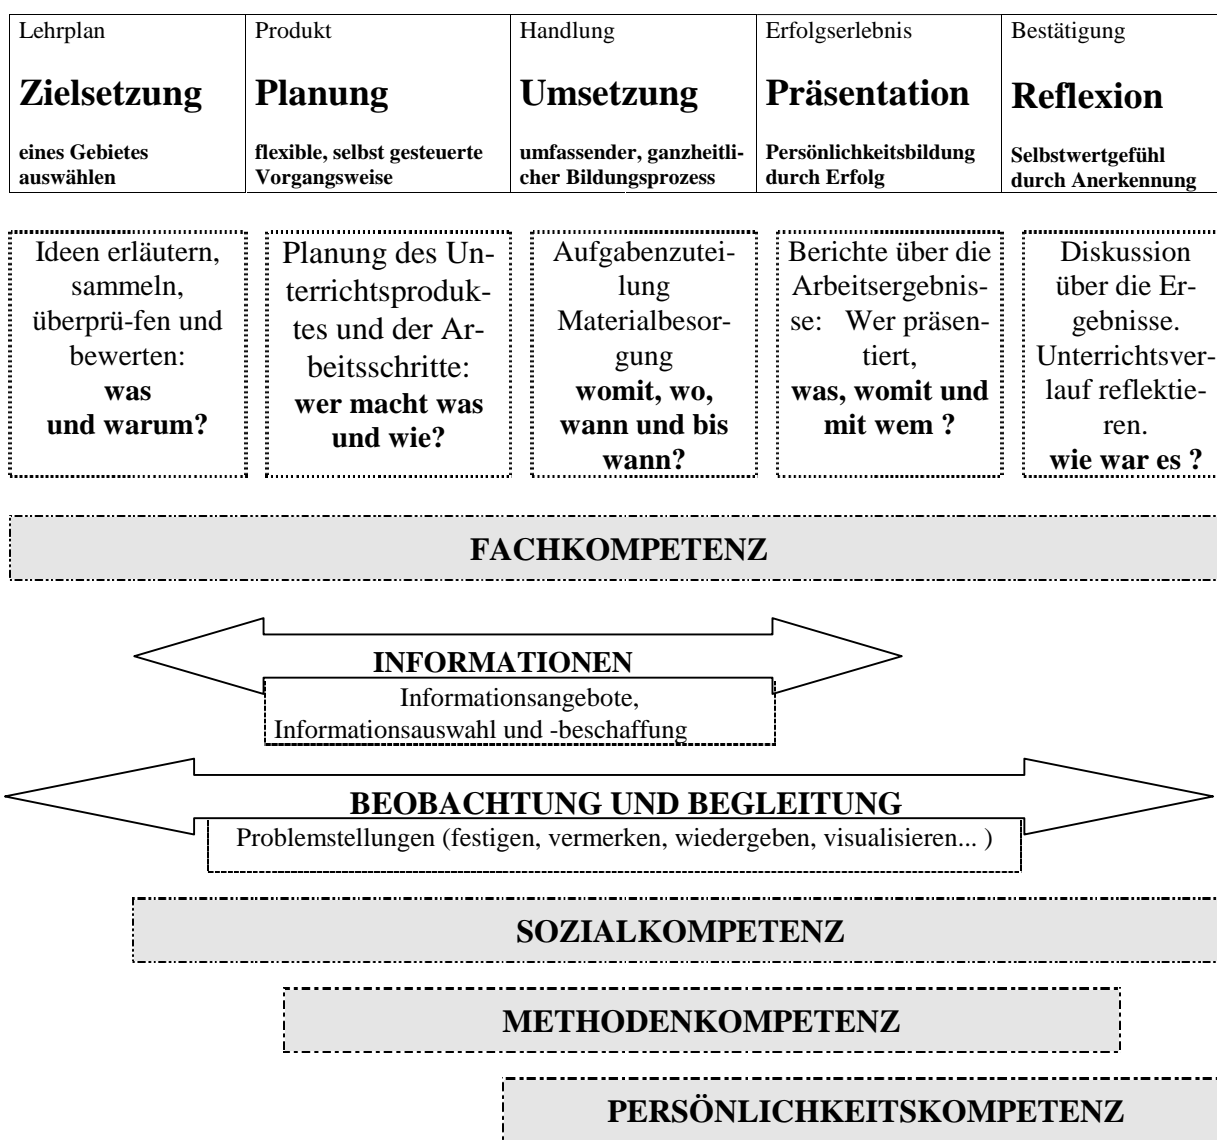 Lehrplan
Zielsetzung
eines Gebietes
auswählen
Produkt
Planung
flexible, selbst gesteuerte
Vorgangsweise
Handlung
Umsetzung
umfassender, ganzheitli-
cher Bildungsprozess
Erfolgserlebnis
Präsentation
Persönlichkeitsbildung
durch Erfolg
Bestätigung
Reflexion
Selbstwertgefühl
durch Anerkennung
Ideen erläutern,
sammeln,
überprü-fen und
bewerten:
was
und warum?
Planung des Un-
terrichtsproduk-
tes und der Ar-
beitsschritte:
wer macht was
und wie?
Aufgabenzutei-
lung
Materialbesor-
gung
womit, wo,
wann und bis
wann?
Berichte über die
Arbeitsergebnis-
se: Wer präsen-
tiert,
was, womit und
mit wem ?
Diskussion
über die Er-
gebnisse.
Unterrichtsver-
lauf reflektie-
ren.
wie war es ?
FACHKOMPETENZ
INFORMATIONEN
Informationsangebote,
Informationsauswahl und -beschaffung
BEOBACHTUNG UND BEGLEITUNG
Problemstellungen (festigen, vermerken, wiedergeben, visualisieren... )
SOZIALKOMPETENZ
METHODENKOMPETENZ
PERSÖNLICHKEITSKOMPETENZ